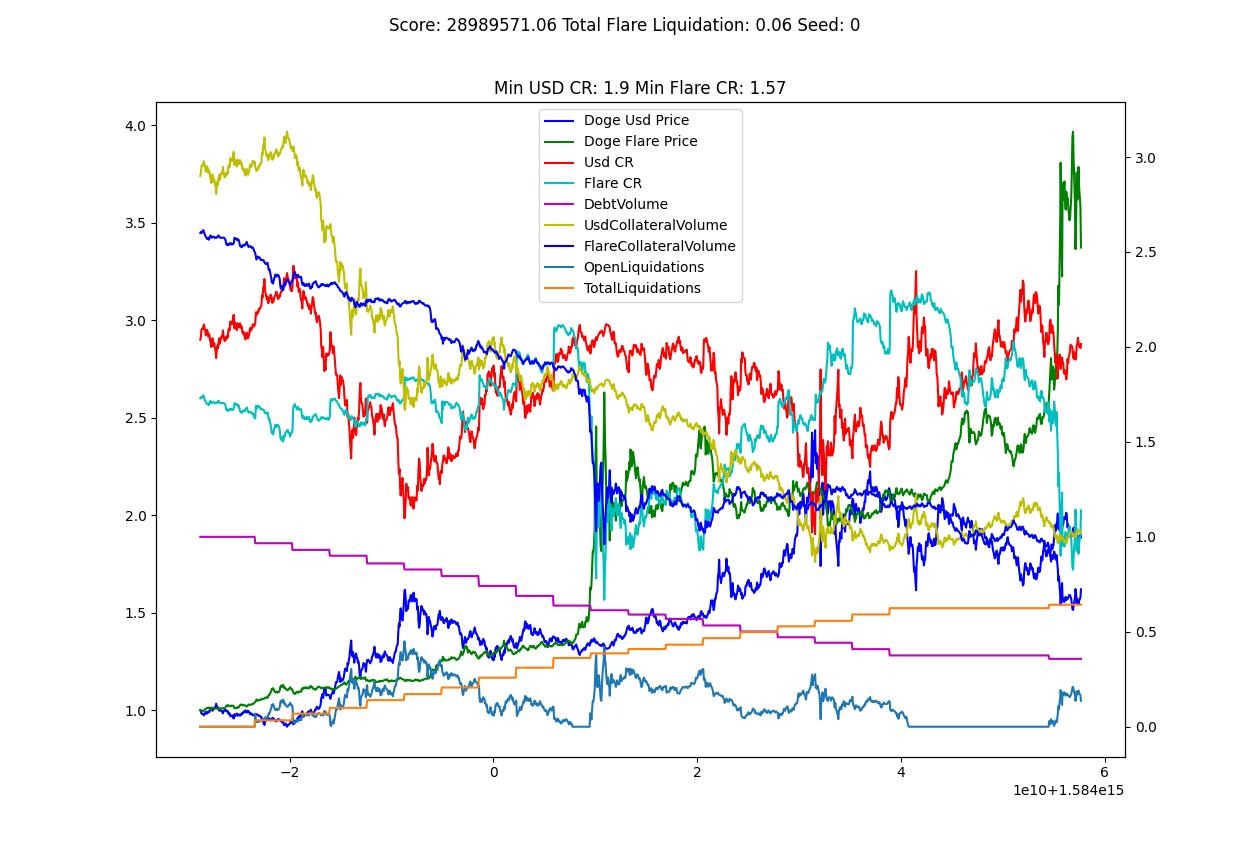 Score: 28989571.06 Total Flare Liquidation: 0.06 Seed: 0
Min USD CR: 1.9 Min Flare CR: 1.57
Doge Usd Price
Doge Flare Price
Usd CR
Flare CR
DebtVolume
UsdCollateralVolume
FlareCollateralVolume
OpenLiquidations
TotalLiquidations
4.0
3.5
3.0
2.5
2.0
1.5
1.0
3.0
2.5
2.0
1.5
1.0
0.5
0.0
−2 0 2 4 6
1e10+1.584e15